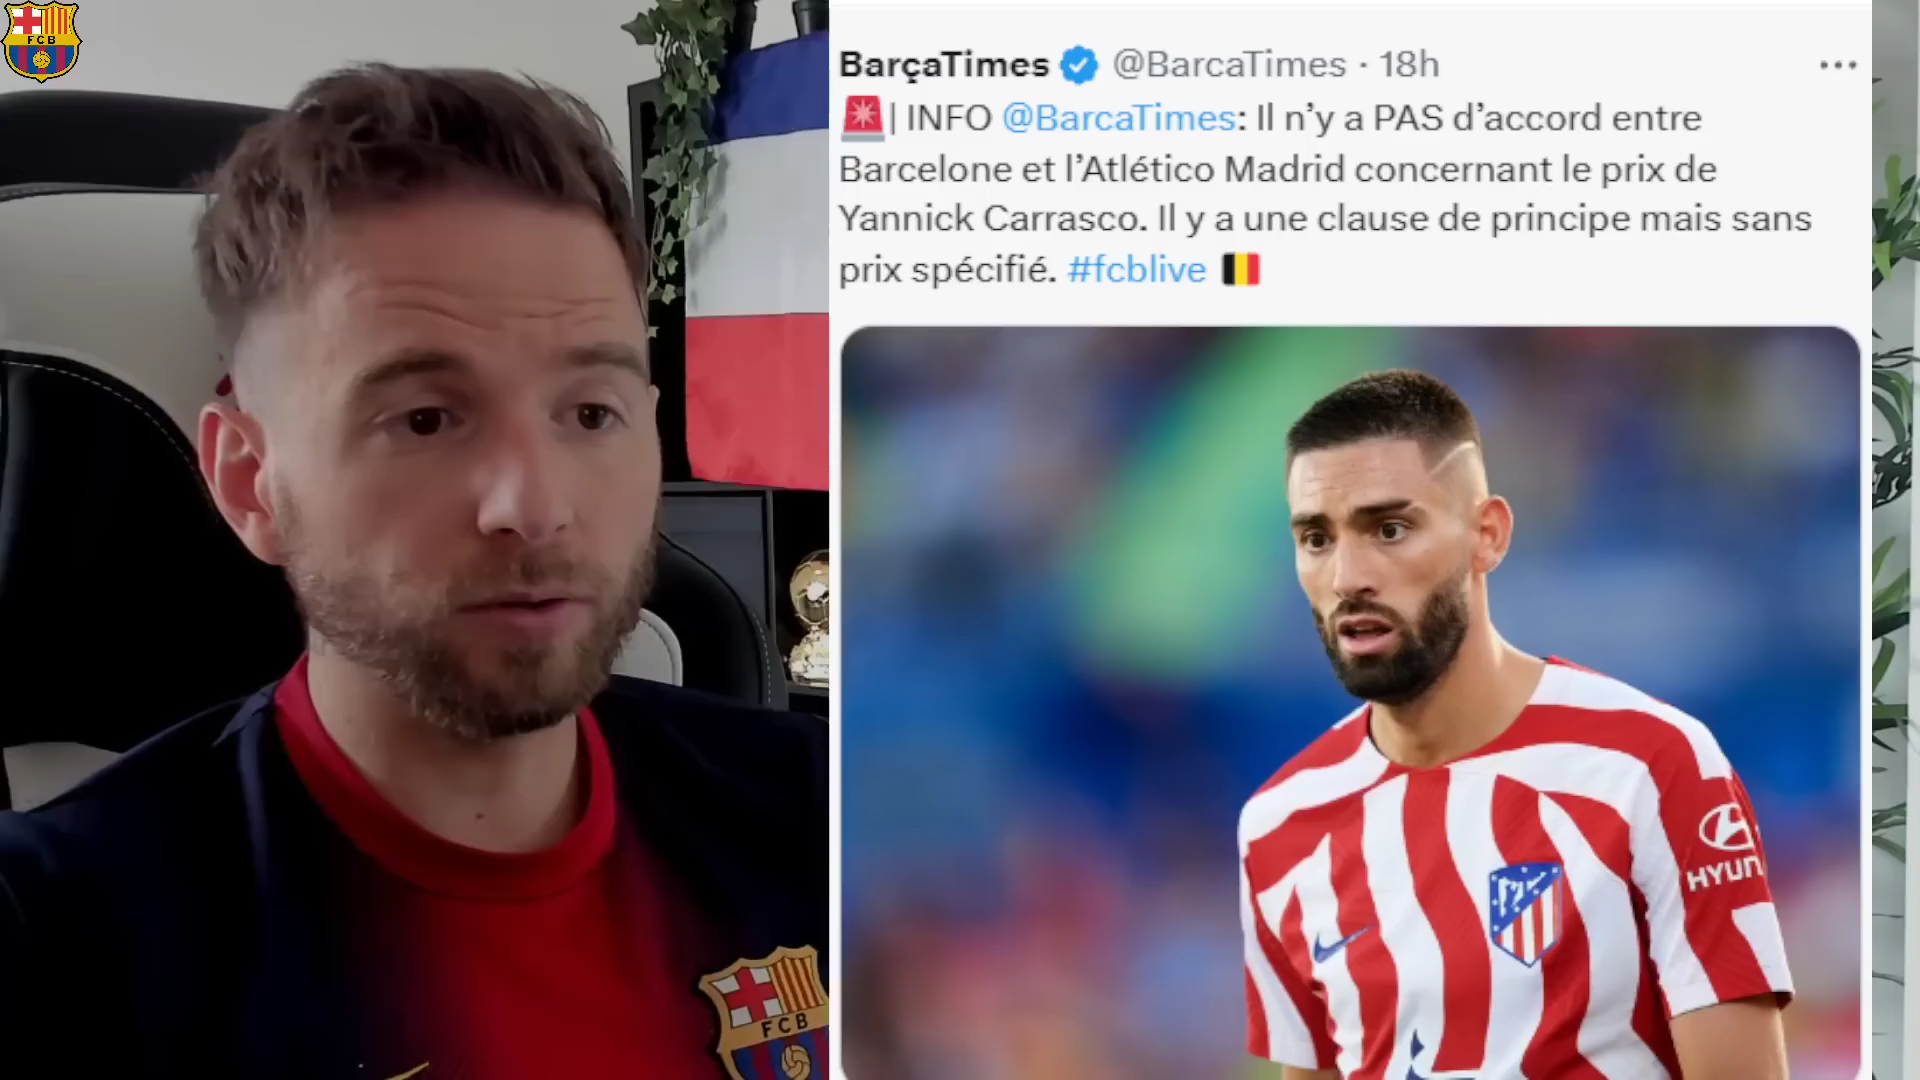 FCB
BarçaTimes @BarcaTimes · 18h
🚨| INFO @BarcaTimes: Il n’y a PAS d’accord entre
Barcelone et l’Atlético Madrid concernant le prix de
Yannick Carrasco. Il y a une clause de principe mais sans
prix spécifié. #fcblive 🇧🇪
HYUN
FCB